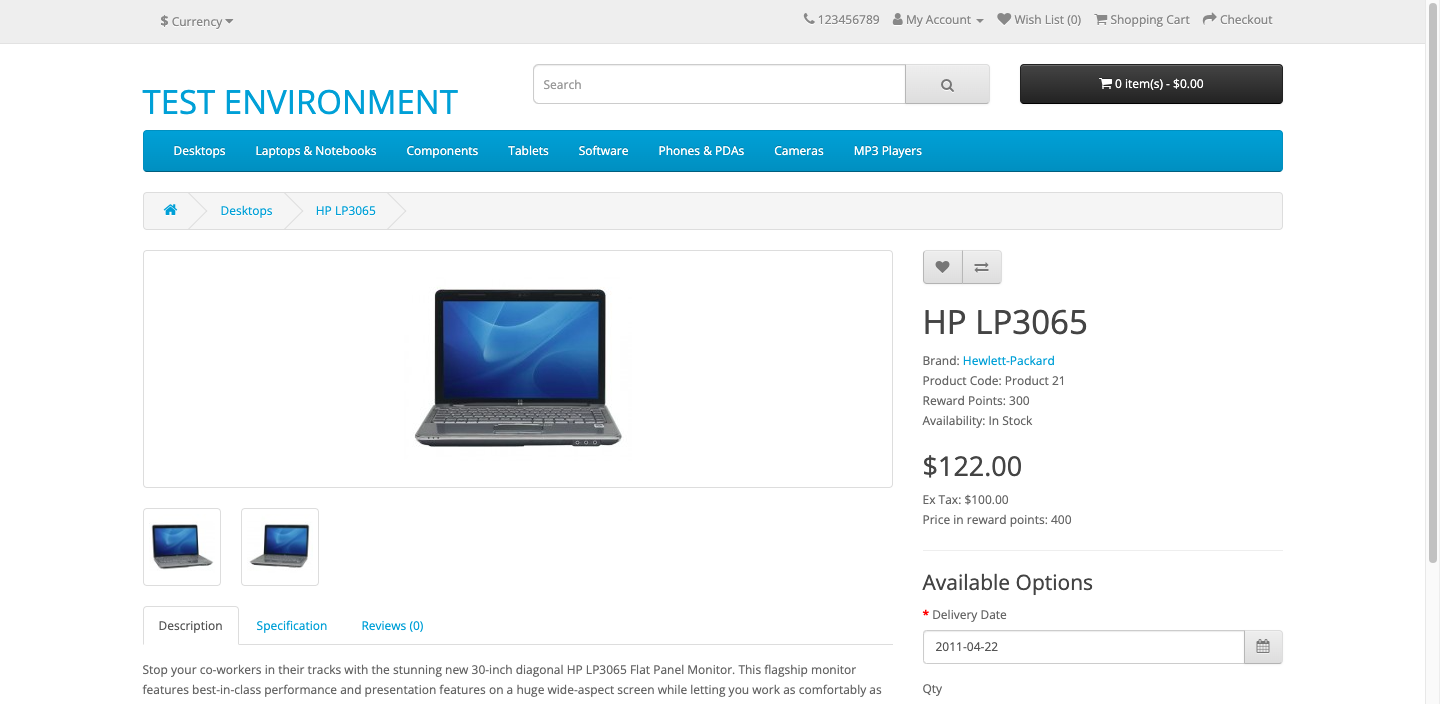 $ Currency
123456789 My Account Wish List (0) Shopping Cart Checkout
TEST ENVIRONMENT
Search
0 item(s) - $0.00
Desktops Laptops & Notebooks Components Tablets Software Phones & PDAs Cameras MP3 Players
Desktops HP LP3065
HP LP3065
Brand: Hewlett-Packard
Product Code: Product 21
Reward Points: 300
Availability: In Stock
$122.00
Ex Tax: $100.00
Price in reward points: 400
Available Options
* Delivery Date
2011-04-22
Qty
Description Specification Reviews (0)
Stop your co-workers in their tracks with the stunning new 30-inch diagonal HP LP3065 Flat Panel Monitor. This flagship monitor
features best-in-class performance and presentation features on a huge wide-aspect screen while letting you work as comfortably as